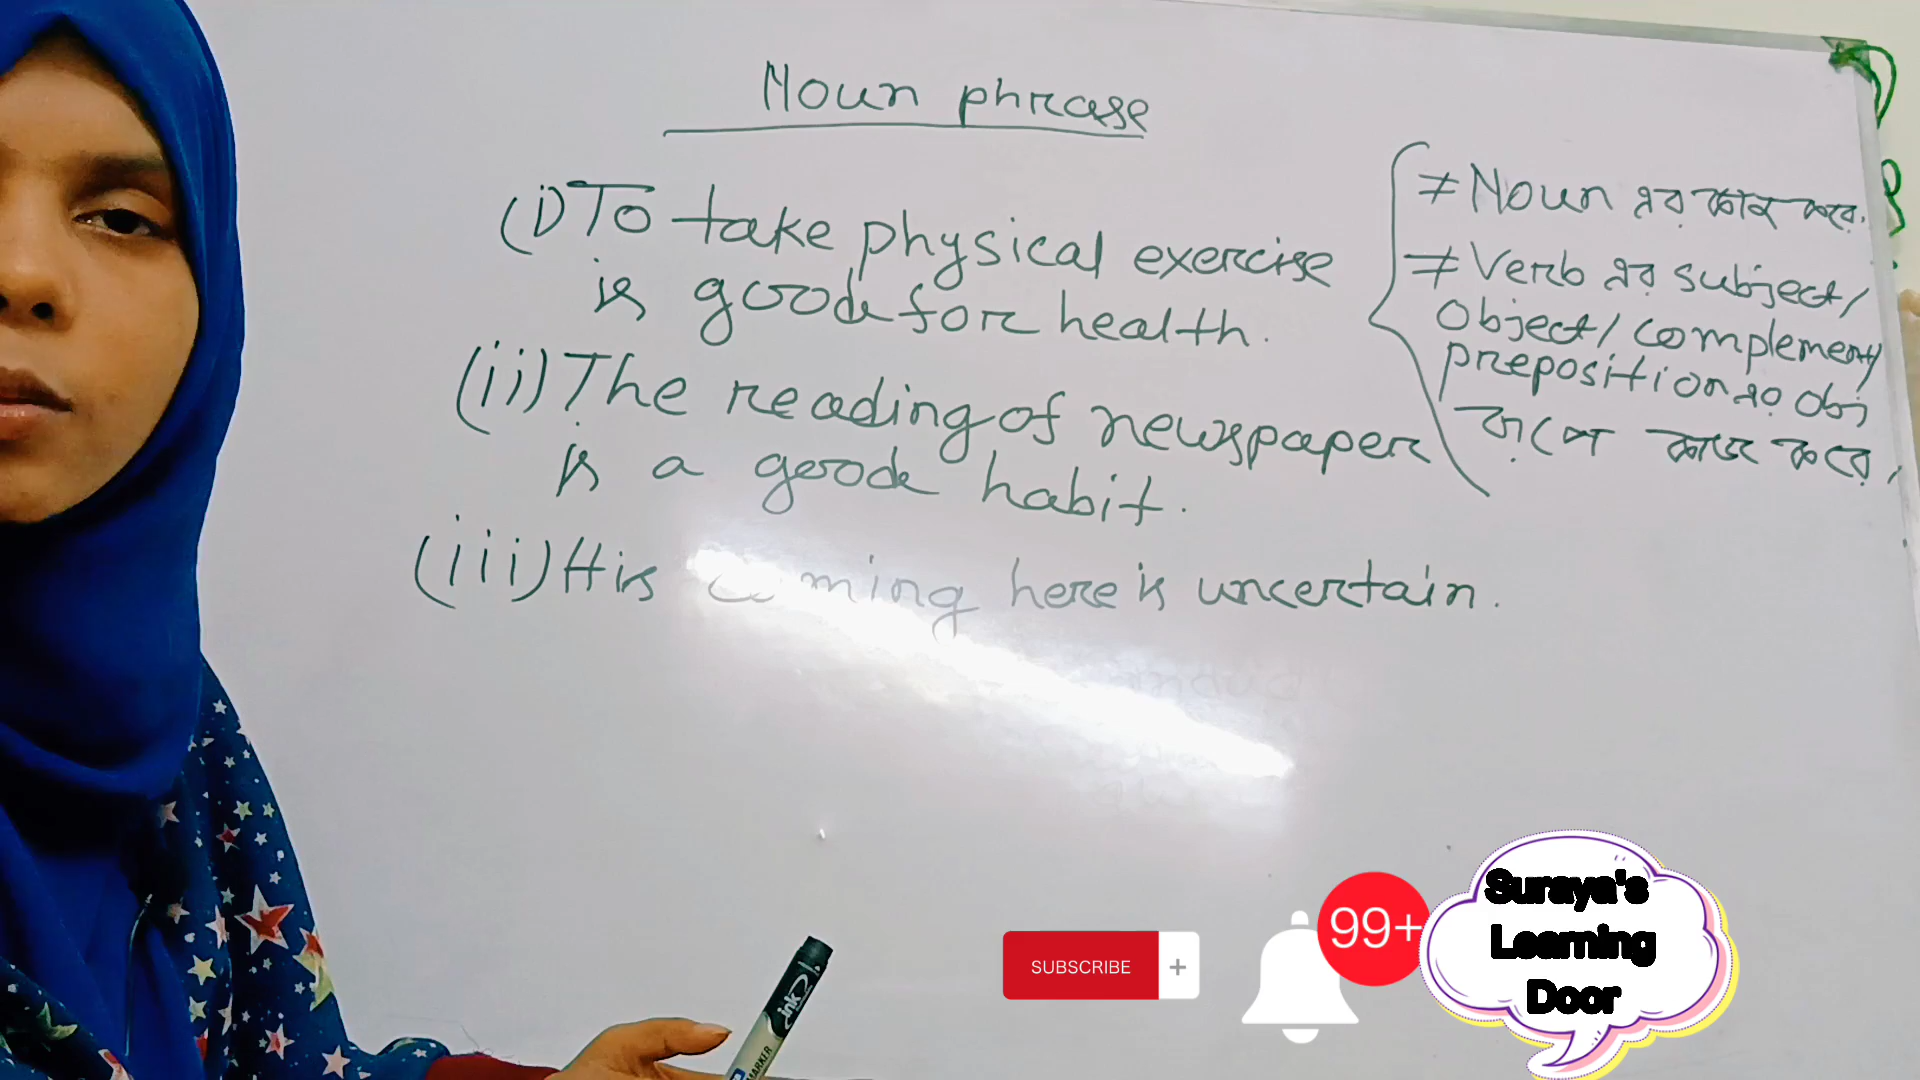 Noun phrase
(i) To take physical exercise
is good for health.
(ii) The reading of newspaper
is a good habit.
(iii) His coming here is uncertain.
≠ Noun এর কাজ করে.
≠ Verb এর subject/
object/complement/
preposition এর obj
রূপে কাজ করে,
SUBSCRIBE +
99+
Suraya's
Learning
Door
ink
MARKER